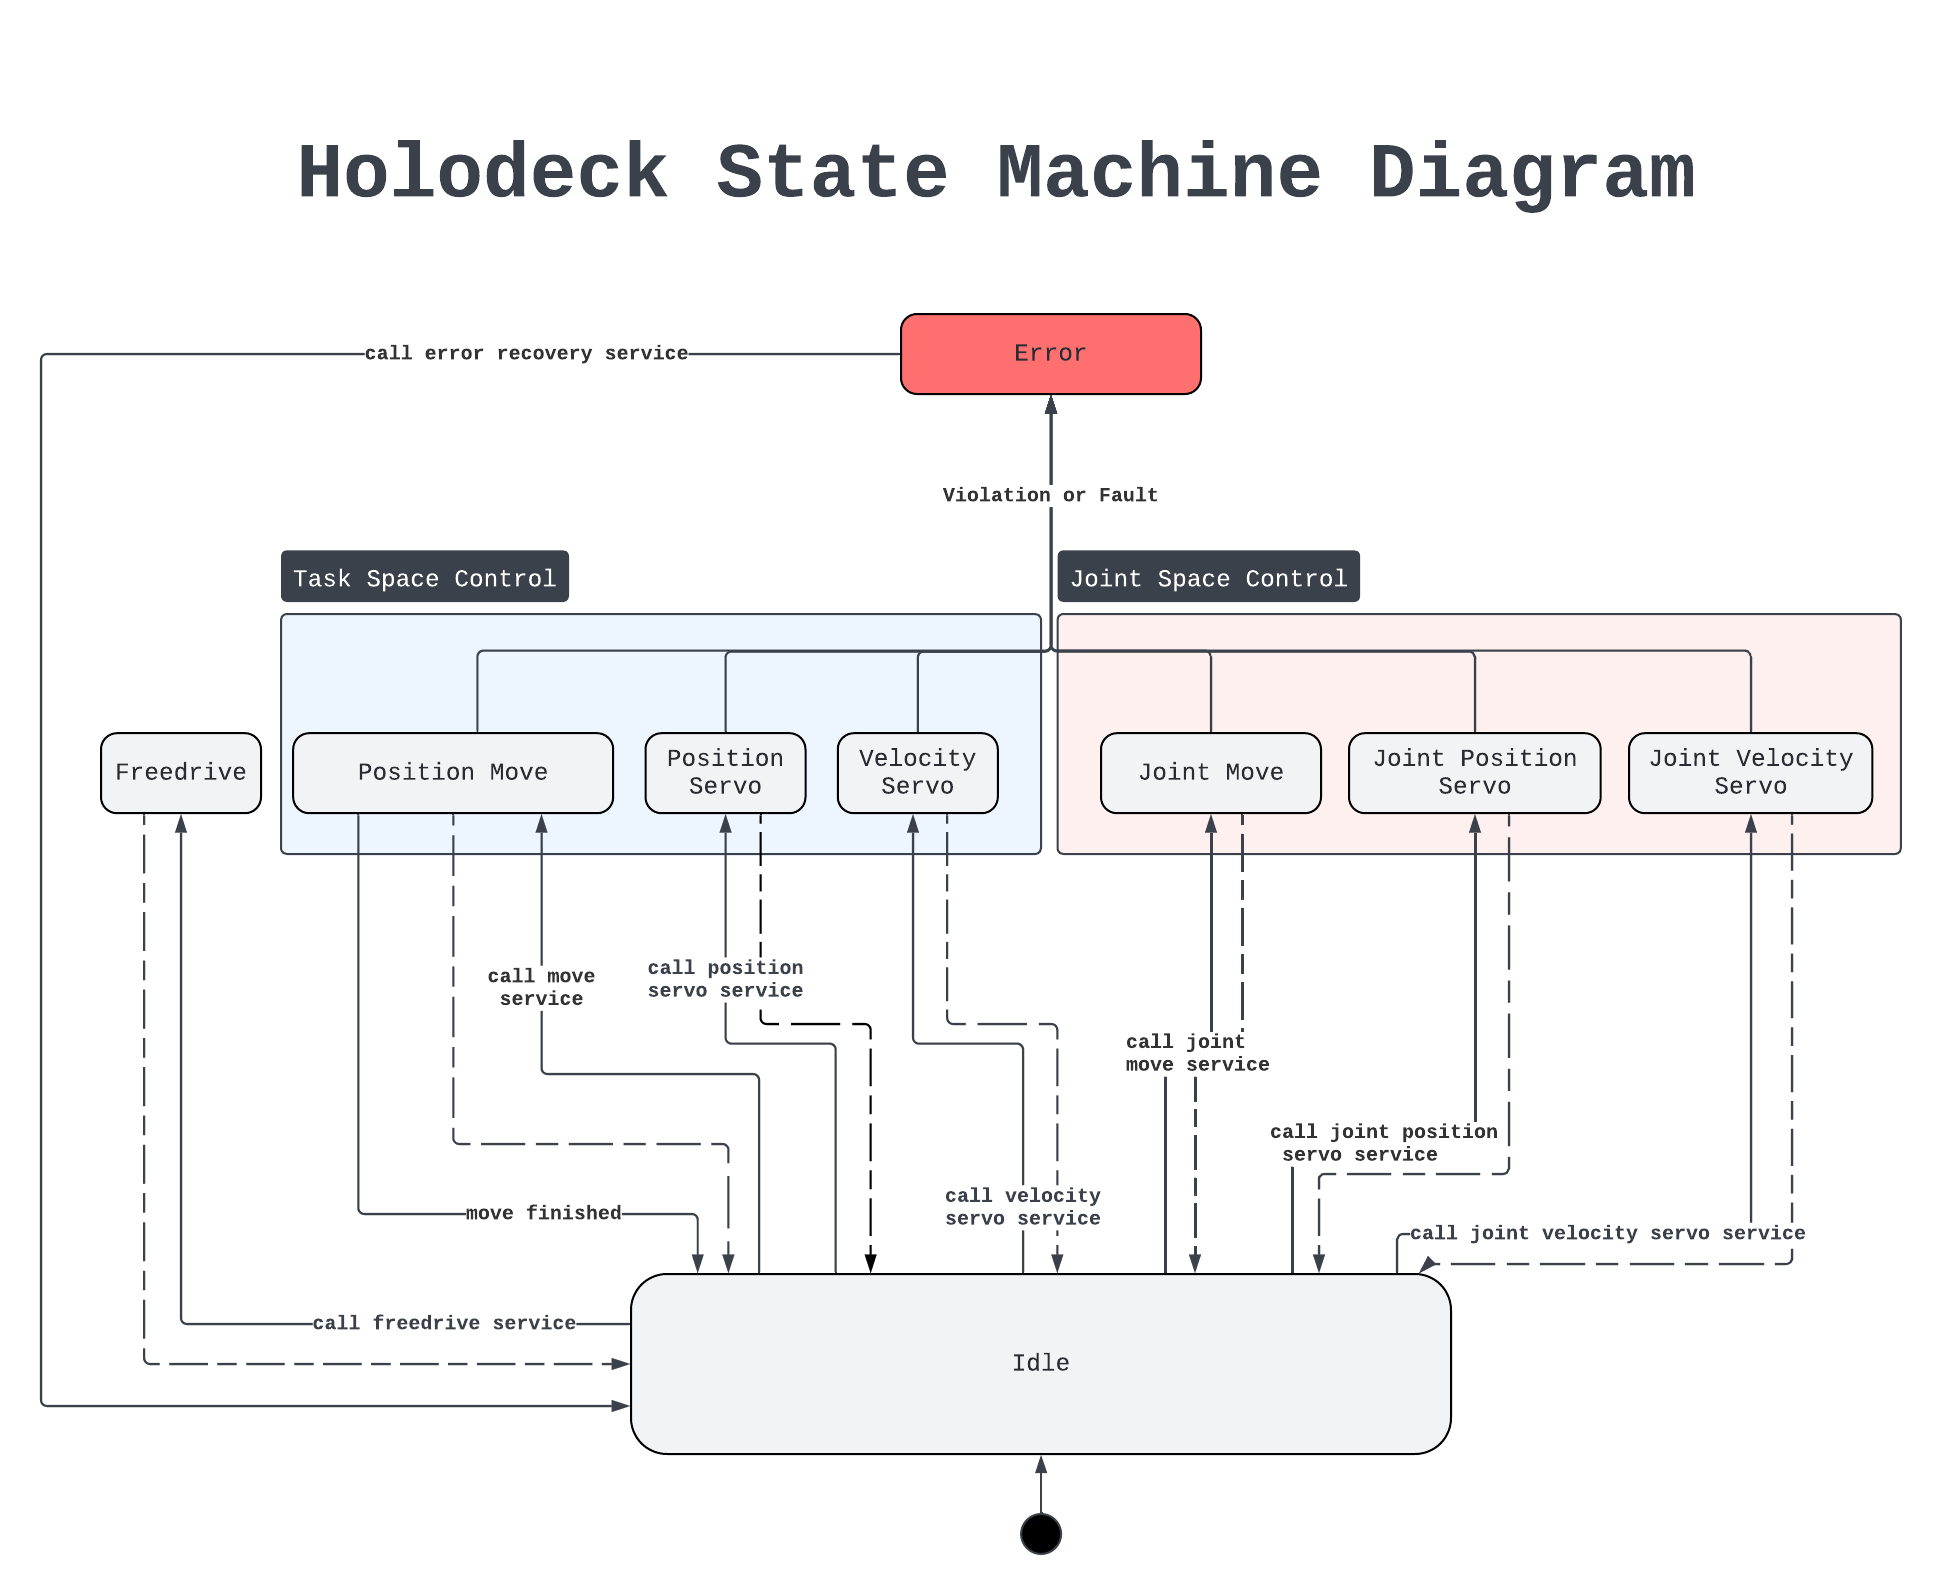 Holodeck State Machine Diagram
Error
call error recovery service
Violation or Fault
Task Space Control
Joint Space Control
Freedrive
Position Move
Position
Servo
Velocity
Servo
Joint Move
Joint Position
Servo
Joint Velocity
Servo
call move
service
call position
servo service
call joint
move service
call joint position
servo service
call velocity
servo service
move finished
call joint velocity servo service
call freedrive service
Idle